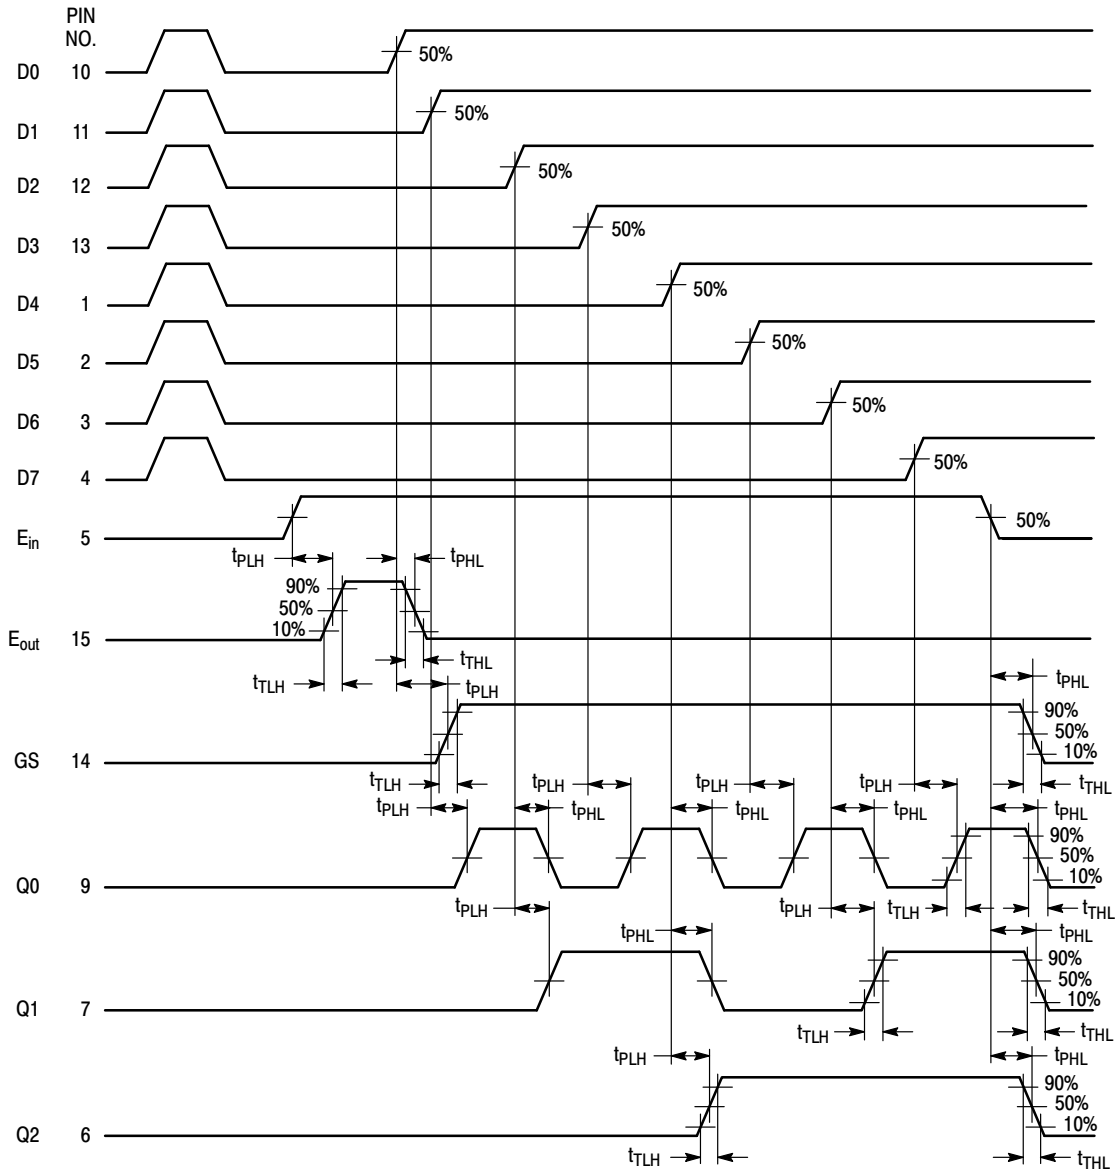 PIN
NO.
D0 10 50%
D1 11 50%
D2 12 50%
D3 13 50%
D4 1 50%
D5 2 50%
D6 3 50%
D7 4 50%
Ein 5 50%
tPLH tPHL
90%
50%
10%
Eout 15
tTHL
tTLH tPLH tPHL
90%
50%
10%
GS 14
tTLH tPLH tPLH tPLH tTHL
tPLH tPHL tPHL tPHL tPHL
90%
50%
10%
Q0 9
tPLH tPLH tTLH tTHL
tPHL tPHL
90%
50%
10%
Q1 7
tTLH tTHL
tPLH tPHL
90%
50%
10%
Q2 6
tTLH tTHL